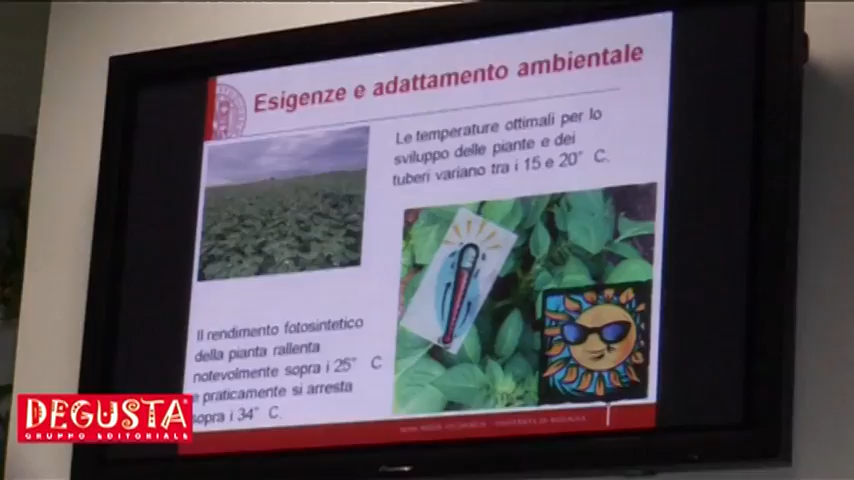 Esigenze e adattamento ambientale
Le temperature ottimali per lo
sviluppo delle piante e dei
tuberi variano tra i 15 e 20° C.
Il rendimento fotosintetico
della pianta rallenta
notevolmente sopra i 25° C
e praticamente si arresta
sopra i 34° C.
DEGUSTA
GRUPPO EDITORIALE